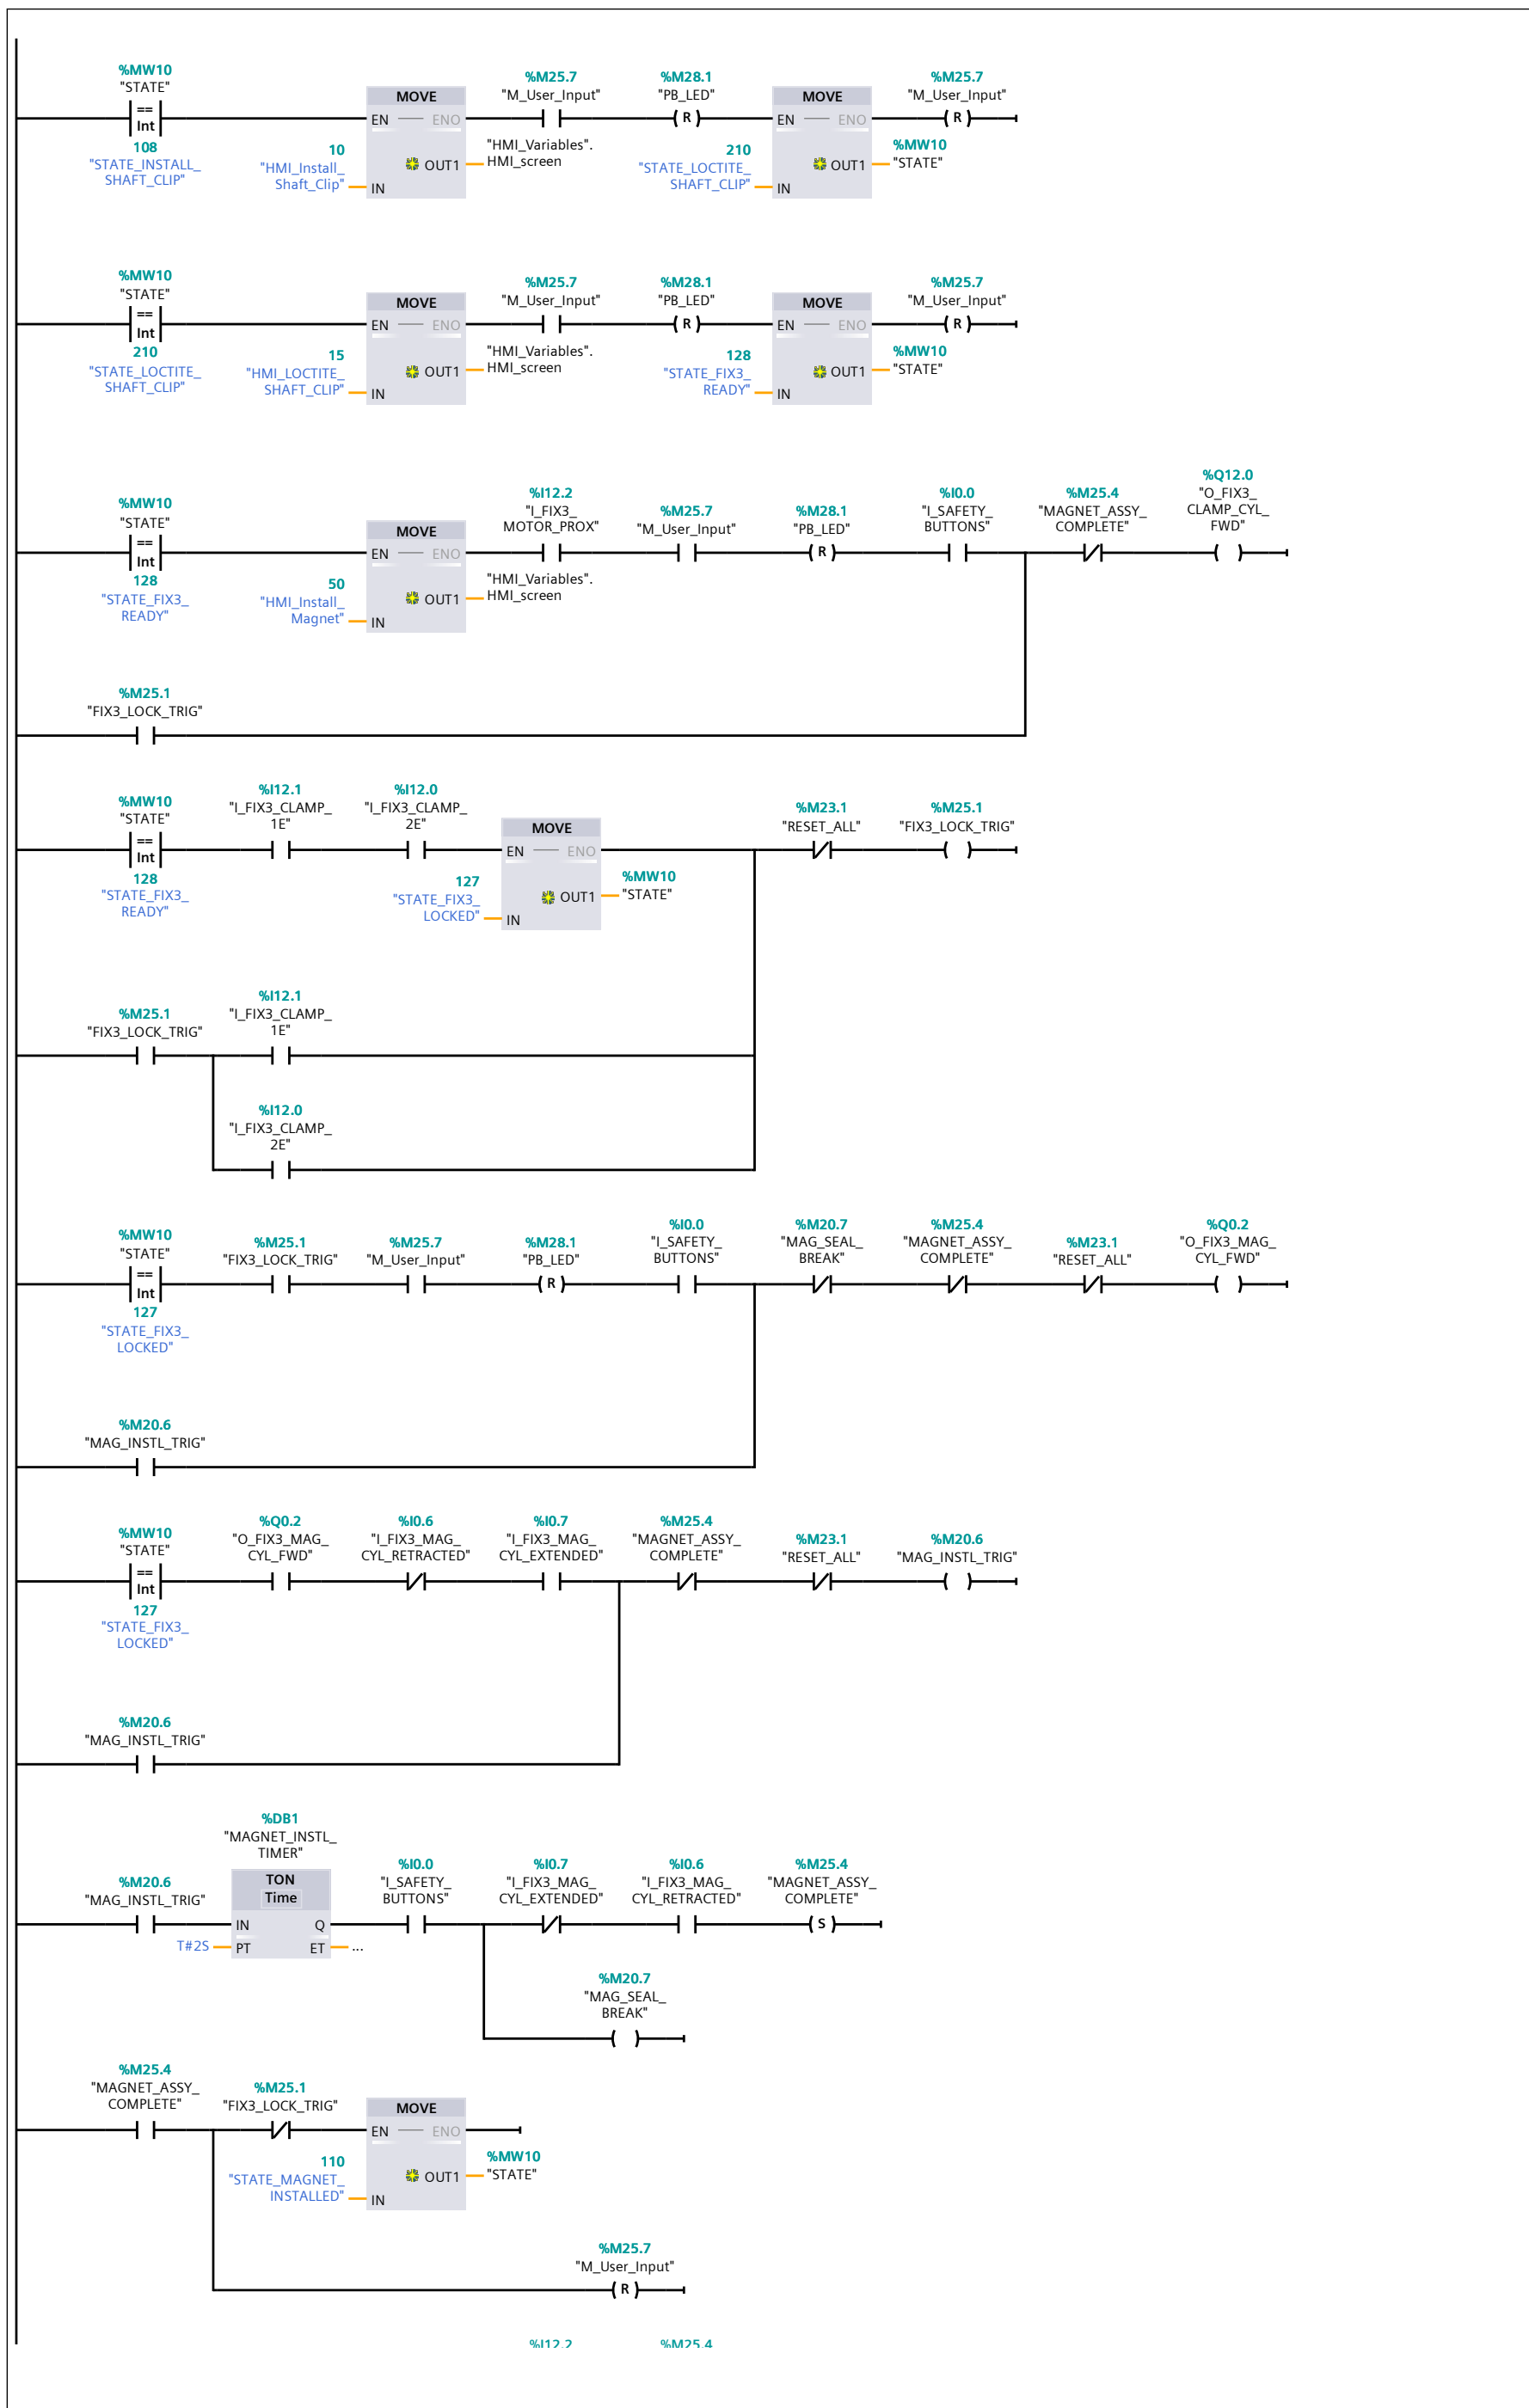 %MW10
"STATE"
==
Int
108
"STATE_INSTALL_
SHAFT_CLIP"
MOVE
EN
ENO
10
"HMI_Install_
Shaft_Clip"
IN
OUT1
"HMI_Variables".
HMI_screen
%M25.7
"M_User_Input"
%M28.1
"PB_LED"
R
MOVE
EN
ENO
210
"STATE_LOCTITE_
SHAFT_CLIP"
IN
OUT1
%MW10
"STATE"
%M25.7
"M_User_Input"
R
%MW10
"STATE"
==
Int
210
"STATE_LOCTITE_
SHAFT_CLIP"
MOVE
EN
ENO
15
"HMI_LOCTITE_
SHAFT_CLIP"
IN
OUT1
"HMI_Variables".
HMI_screen
%M25.7
"M_User_Input"
%M28.1
"PB_LED"
R
MOVE
EN
ENO
128
"STATE_FIX3_
READY"
IN
OUT1
%MW10
"STATE"
%M25.7
"M_User_Input"
R
%MW10
"STATE"
==
Int
128
"STATE_FIX3_
READY"
MOVE
EN
ENO
50
"HMI_Install_
Magnet"
IN
OUT1
"HMI_Variables".
HMI_screen
%I12.2
"I_FIX3_
MOTOR_PROX"
%M25.7
"M_User_Input"
%M28.1
"PB_LED"
R
%I0.0
"I_SAFETY_
BUTTONS"
%M25.4
"MAGNET_ASSY_
COMPLETE"
%Q12.0
"O_FIX3_
CLAMP_CYL_
FWD"
%M25.1
"FIX3_LOCK_TRIG"
%MW10
"STATE"
==
Int
128
"STATE_FIX3_
READY"
%I12.1
"I_FIX3_CLAMP_
1E"
%I12.0
"I_FIX3_CLAMP_
2E"
MOVE
EN
ENO
127
"STATE_FIX3_
LOCKED"
IN
OUT1
%MW10
"STATE"
%M23.1
"RESET_ALL"
%M25.1
"FIX3_LOCK_TRIG"
%M25.1
"FIX3_LOCK_TRIG"
%I12.1
"I_FIX3_CLAMP_
1E"
%I12.0
"I_FIX3_CLAMP_
2E"
%MW10
"STATE"
==
Int
127
"STATE_FIX3_
LOCKED"
%M25.1
"FIX3_LOCK_TRIG"
%M25.7
"M_User_Input"
%M28.1
"PB_LED"
R
%I0.0
"I_SAFETY_
BUTTONS"
%M20.7
"MAG_SEAL_
BREAK"
%M25.4
"MAGNET_ASSY_
COMPLETE"
%M23.1
"RESET_ALL"
%Q0.2
"O_FIX3_MAG_
CYL_FWD"
%M20.6
"MAG_INSTL_TRIG"
%MW10
"STATE"
==
Int
127
"STATE_FIX3_
LOCKED"
%Q0.2
"O_FIX3_MAG_
CYL_FWD"
%I0.6
"I_FIX3_MAG_
CYL_RETRACTED"
%I0.7
"I_FIX3_MAG_
CYL_EXTENDED"
%M25.4
"MAGNET_ASSY_
COMPLETE"
%M23.1
"RESET_ALL"
%M20.6
"MAG_INSTL_TRIG"
%M20.6
"MAG_INSTL_TRIG"
%M20.6
"MAG_INSTL_TRIG"
%DB1
"MAGNET_INSTL_
TIMER"
TON
Time
IN
Q
T#2S
PT
ET
...
%I0.0
"I_SAFETY_
BUTTONS"
%I0.7
"I_FIX3_MAG_
CYL_EXTENDED"
%I0.6
"I_FIX3_MAG_
CYL_RETRACTED"
%M25.4
"MAGNET_ASSY_
COMPLETE"
S
%M20.7
"MAG_SEAL_
BREAK"
%M25.4
"MAGNET_ASSY_
COMPLETE"
%M25.1
"FIX3_LOCK_TRIG"
MOVE
EN
ENO
110
"STATE_MAGNET_
INSTALLED"
IN
OUT1
%MW10
"STATE"
%M25.7
"M_User_Input"
R
%I12.2
%M25.4